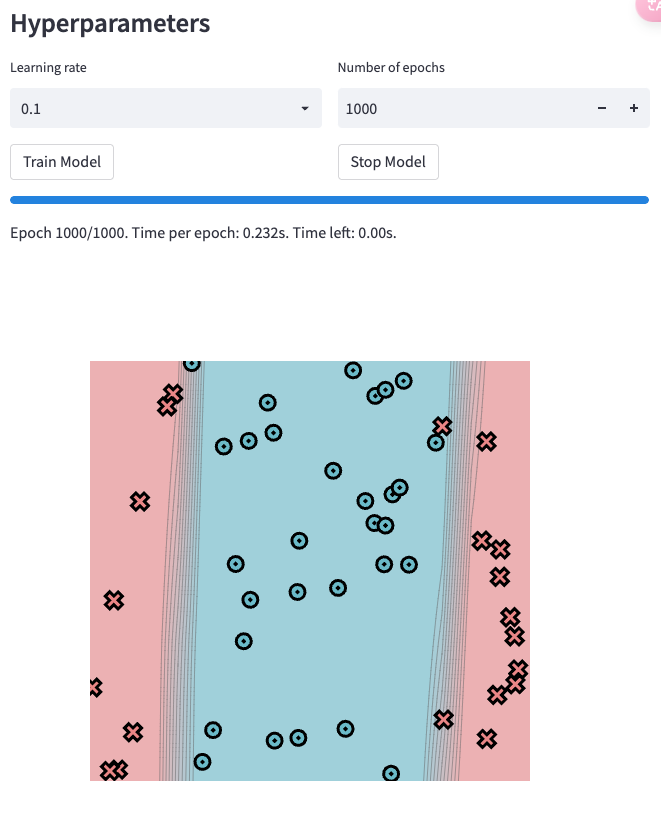 Hyperparameters
Learning rate
Number of epochs
0.1
1000
Train Model
Stop Model
Epoch 1000/1000. Time per epoch: 0.232s. Time left: 0.00s.